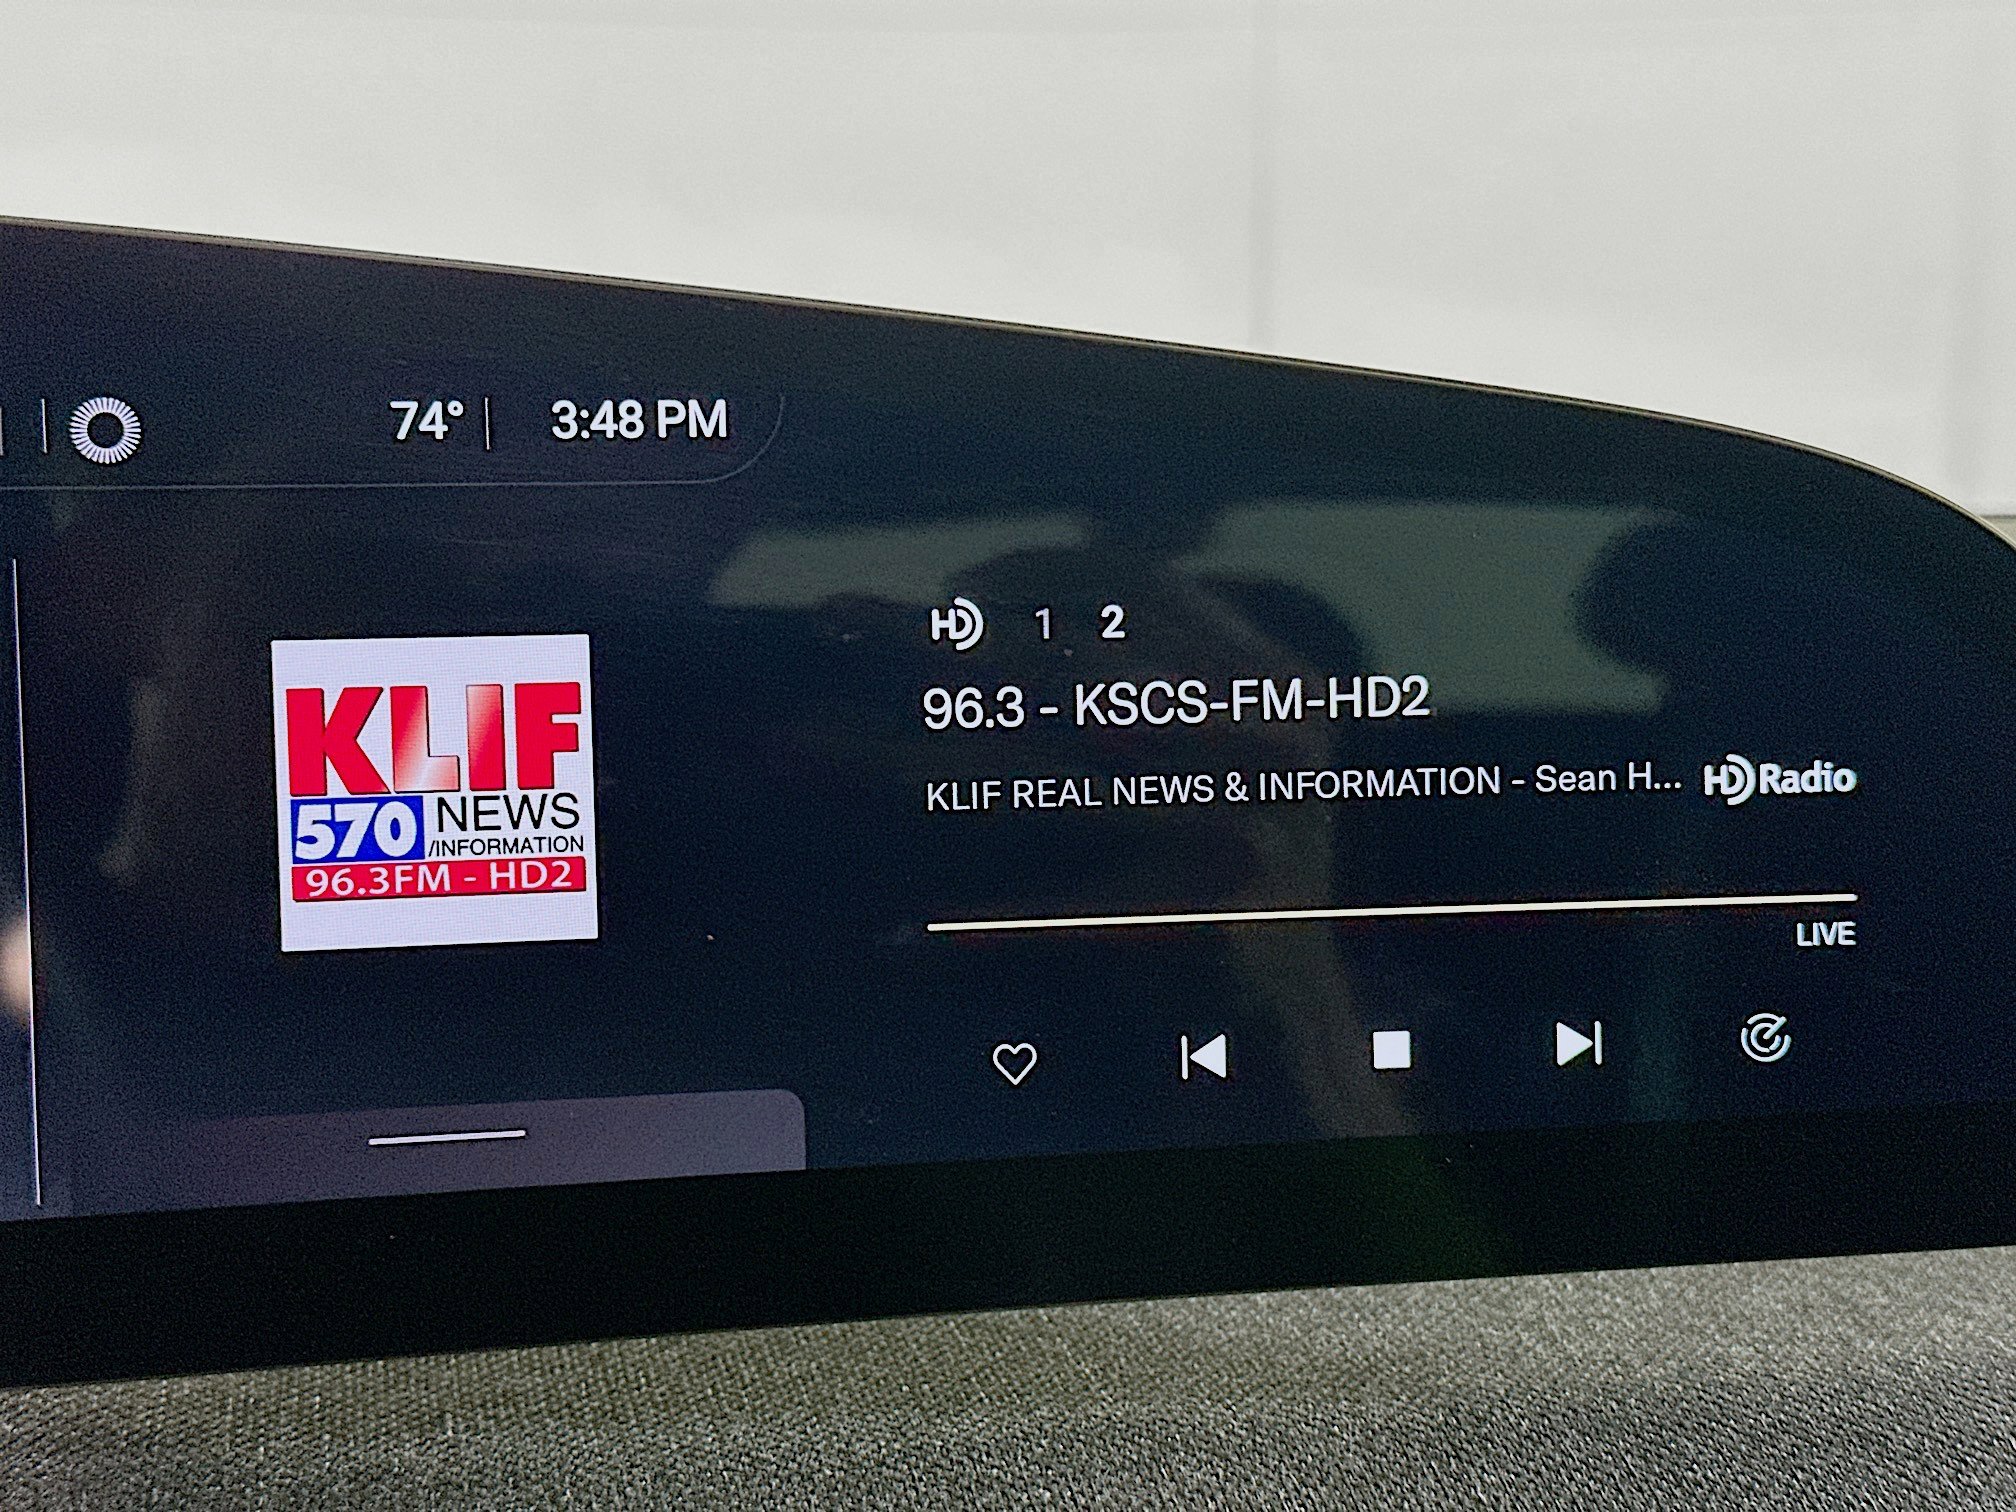 74° 3:48 PM
KLIF
570 NEWS
/INFORMATION
96.3FM - HD2
HD 1 2
96.3 - KSCS-FM-HD2
KLIF REAL NEWS & INFORMATION - Sean H... HD Radio
LIVE